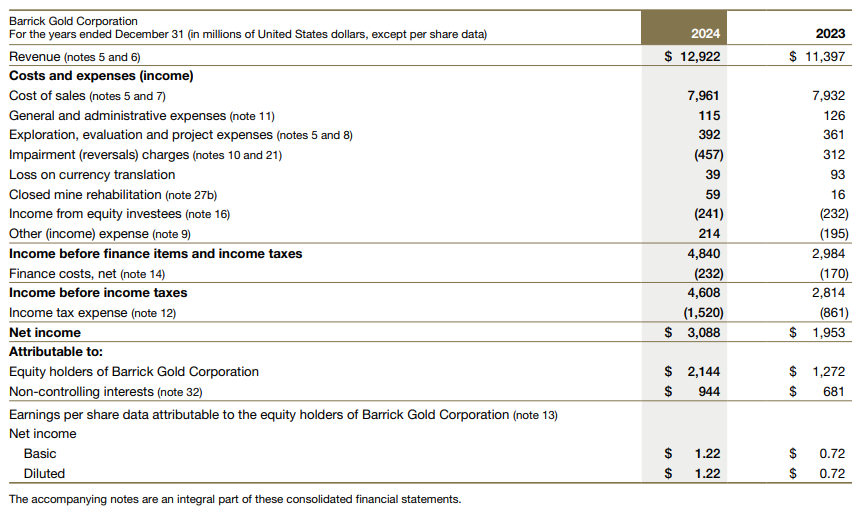 Barrick Gold Corporation
For the years ended December 31 (in millions of United States dollars, except per share data) 2024 2023
Revenue (notes 5 and 6) $ 12,922 $ 11,397
Costs and expenses (income)
Cost of sales (notes 5 and 7) 7,961 7,932
General and administrative expenses (note 11) 115 126
Exploration, evaluation and project expenses (notes 5 and 8) 392 361
Impairment (reversals) charges (notes 10 and 21) (457) 312
Loss on currency translation 39 93
Closed mine rehabilitation (note 27b) 59 16
Income from equity investees (note 16) (241) (232)
Other (income) expense (note 9) 214 (195)
Income before finance items and income taxes 4,840 2,984
Finance costs, net (note 14) (232) (170)
Income before income taxes 4,608 2,814
Income tax expense (note 12) (1,520) (861)
Net income $ 3,088 $ 1,953
Attributable to:
Equity holders of Barrick Gold Corporation $ 2,144 $ 1,272
Non-controlling interests (note 32) $ 944 $ 681
Earnings per share data attributable to the equity holders of Barrick Gold Corporation (note 13)
Net income
Basic $ 1.22 $ 0.72
Diluted $ 1.22 $ 0.72
The accompanying notes are an integral part of these consolidated financial statements.